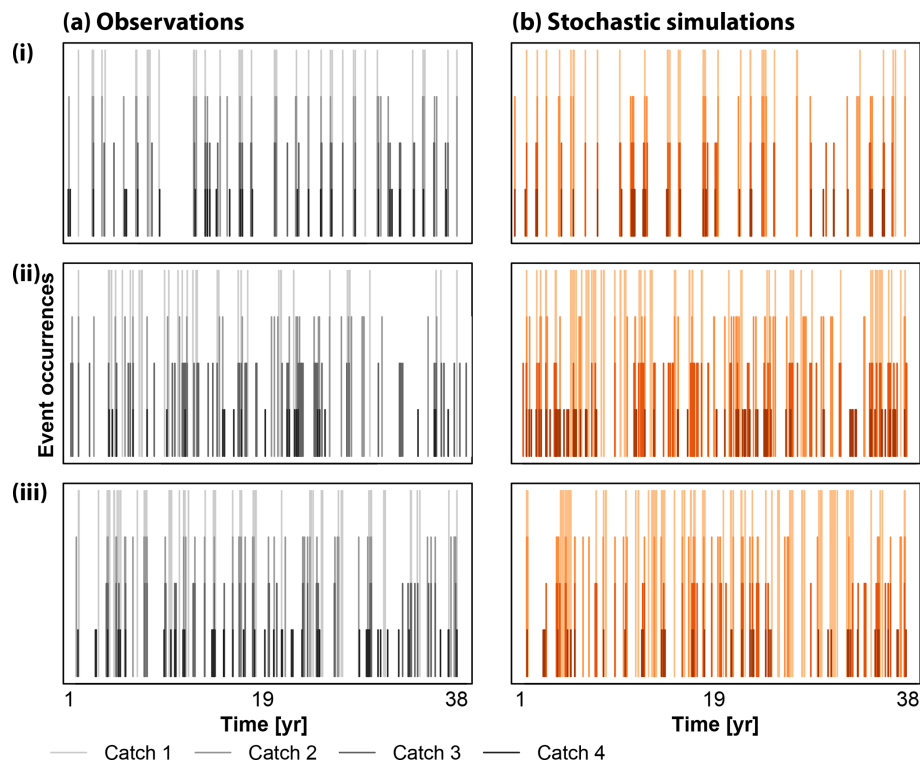 (a) Observations
(b) Stochastic simulations
(i)
(ii)
(iii)
Event occurrences
1 19 38
1 19 38
Time [yr]
Time [yr]
Catch 1 Catch 2 Catch 3 Catch 4